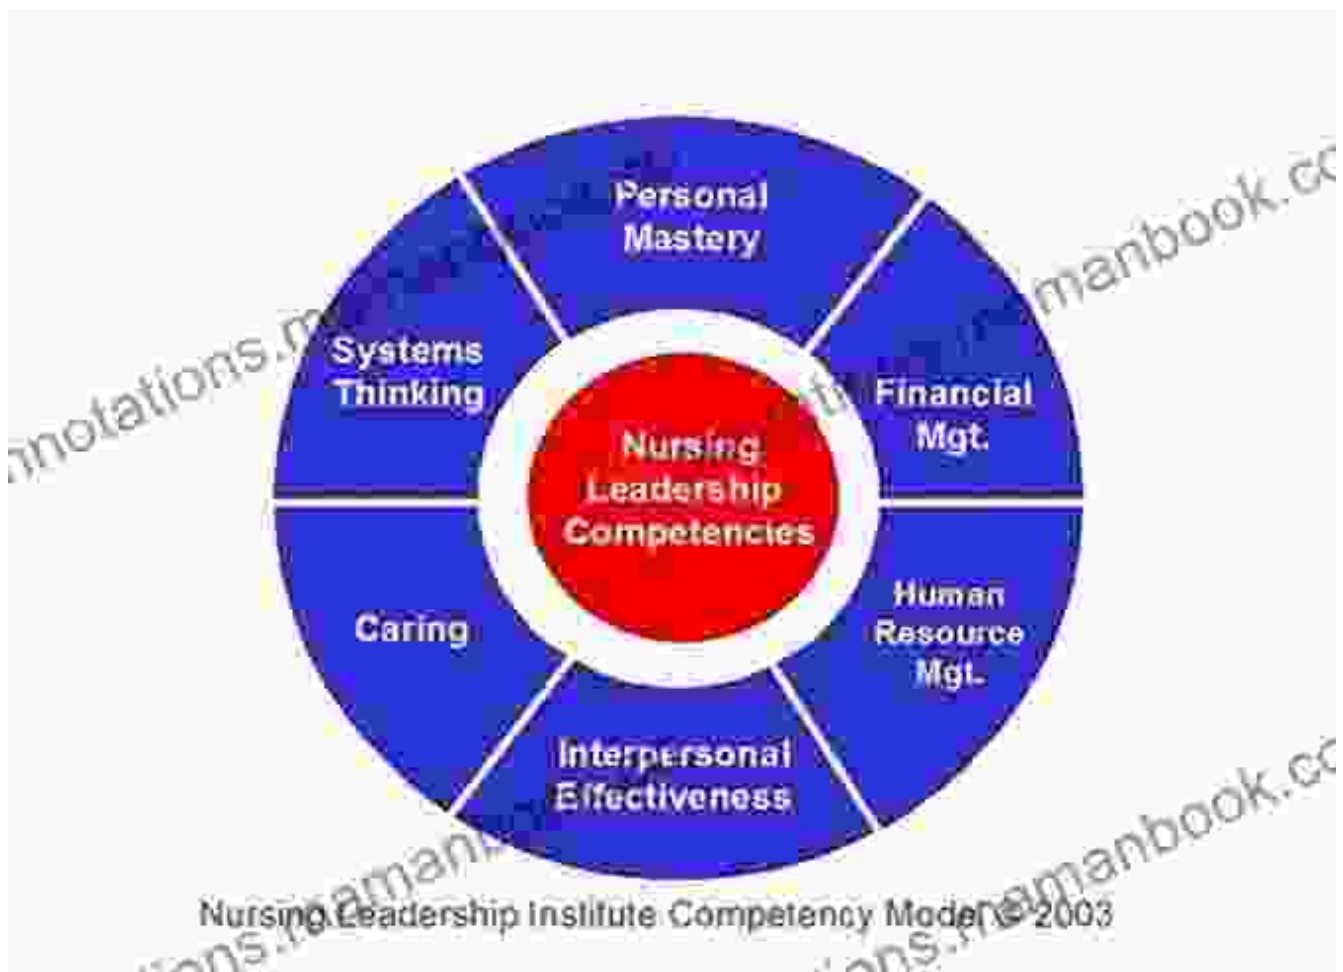 Personal
Mastery
Systems
Thinking
Financial
Mgt.
Nursing
Leadership
Competencies
Human
Resource
Mgt.
Caring
Interpersonal
Effectiveness
Nursing Leadership Institute Competency Model © 2003